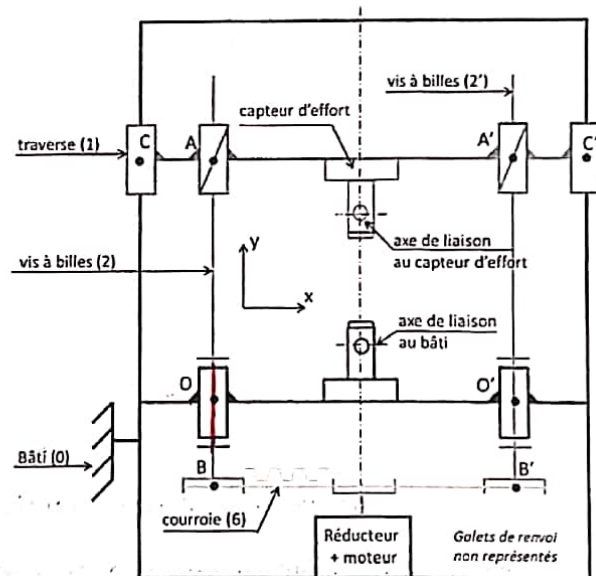 vis à billes (2')
capteur d'effort
C
A
A'
C'
traverse (1)
axe de liaison
au capteur d'effort
y
vis à billes (2)
x
axe de liaison
au bâti
O
O'
Bâti (0)
B
B'
courroie (6)
Réducteur
+ moteur
Galets de renvoi
non représentés